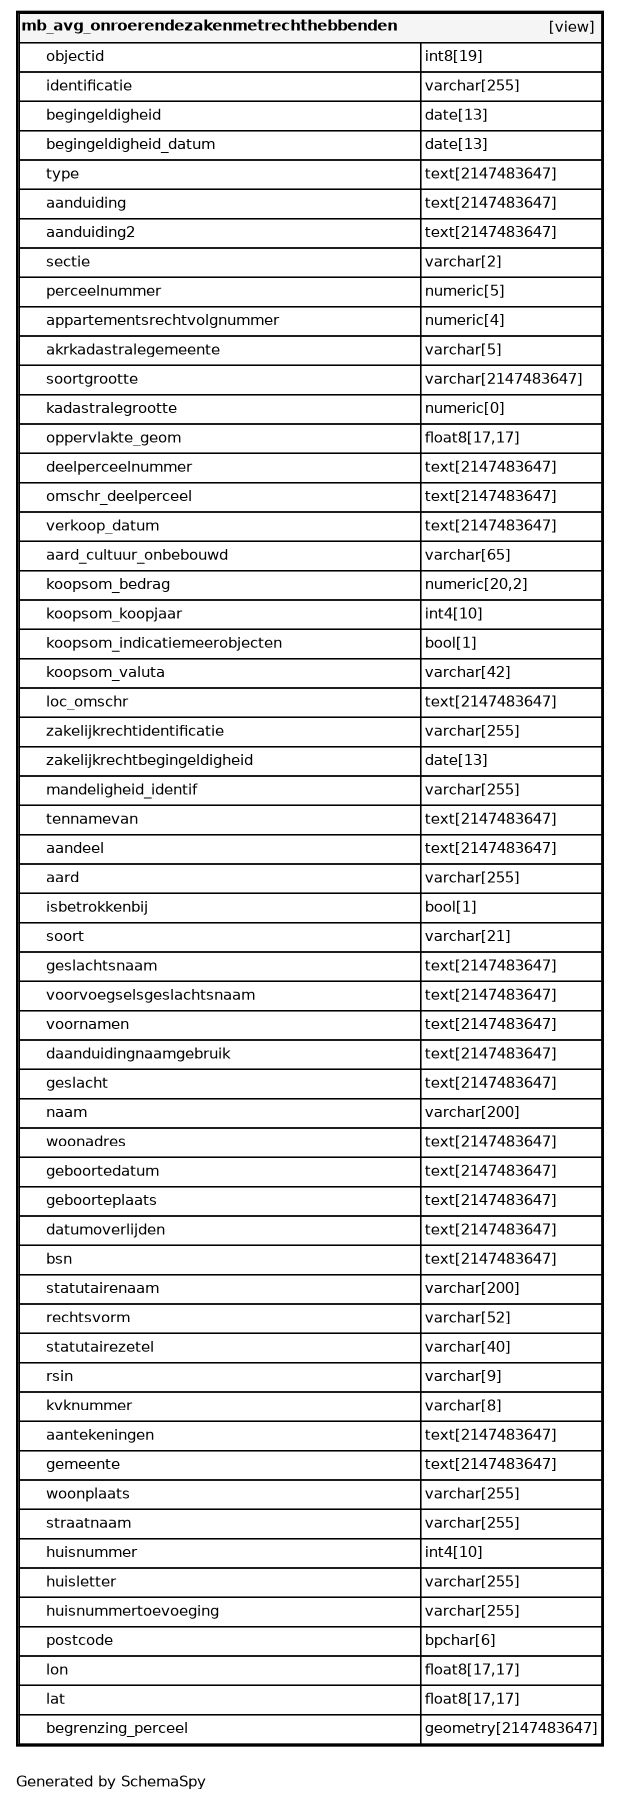 mb_avg_onroerendezakenmetrechthebbenden [view]
objectid int8[19]
identificatie varchar[255]
begingeldigheid date[13]
begingeldigheid_datum date[13]
type text[2147483647]
aanduiding text[2147483647]
aanduiding2 text[2147483647]
sectie varchar[2]
perceelnummer numeric[5]
appartementsrechtvolgnummer numeric[4]
akrkadastralegemeente varchar[5]
soortgrootte varchar[2147483647]
kadastralegrootte numeric[0]
oppervlakte_geom float8[17,17]
deelperceelnummer text[2147483647]
omschr_deelperceel text[2147483647]
verkoop_datum text[2147483647]
aard_cultuur_onbebouwd varchar[65]
koopsom_bedrag numeric[20,2]
koopsom_koopjaar int4[10]
koopsom_indicatiemeerobjecten bool[1]
koopsom_valuta varchar[42]
loc_omschr text[2147483647]
zakelijkrechtidentificatie varchar[255]
zakelijkrechtbegingeldigheid date[13]
mandeligheid_identif varchar[255]
tennamevan text[2147483647]
aandeel text[2147483647]
aard varchar[255]
isbetrokkenbij bool[1]
soort varchar[21]
geslachtsnaam text[2147483647]
voorvoegselsgeslachtsnaam text[2147483647]
voornamen text[2147483647]
daanduidingnaamgebruik text[2147483647]
geslacht text[2147483647]
naam varchar[200]
woonadres text[2147483647]
geboortedatum text[2147483647]
geboorteplaats text[2147483647]
datumoverlijden text[2147483647]
bsn text[2147483647]
statutairenaam varchar[200]
rechtsvorm varchar[52]
statutairezetel varchar[40]
rsin varchar[9]
kvknummer varchar[8]
aantekeningen text[2147483647]
gemeente text[2147483647]
woonplaats varchar[255]
straatnaam varchar[255]
huisnummer int4[10]
huisletter varchar[255]
huisnummertoevoeging varchar[255]
postcode bpchar[6]
lon float8[17,17]
lat float8[17,17]
begrenzing_perceel geometry[2147483647]
Generated by SchemaSpy